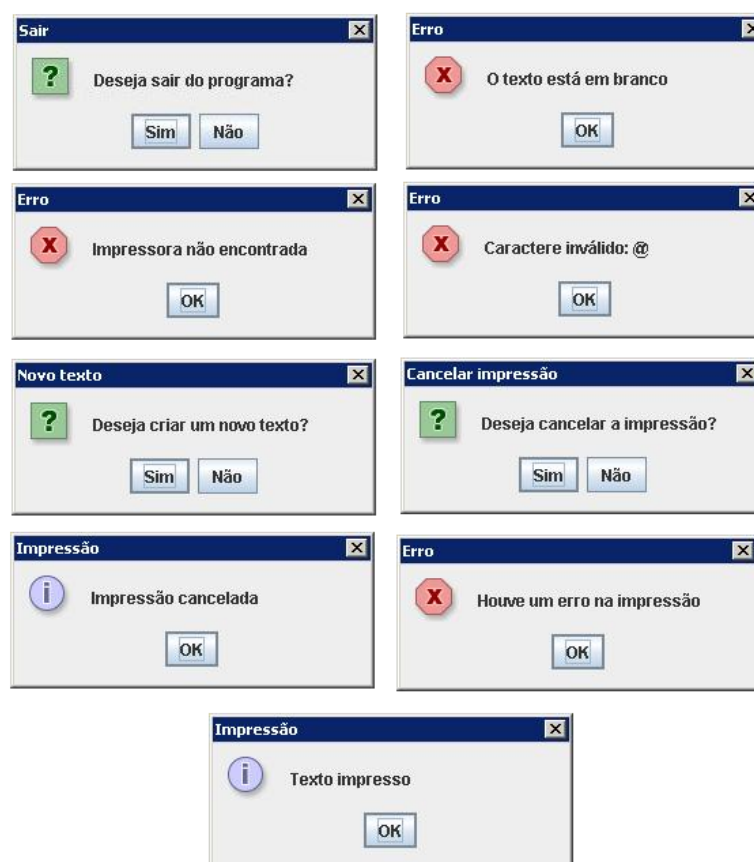 Sair
? Deseja sair do programa?
Sim Não
Erro
X O texto está em branco
OK
Erro
X Impressora não encontrada
OK
Erro
X Caractere inválido: @
OK
Novo texto
? Deseja criar um novo texto?
Sim Não
Cancelar impressão
? Deseja cancelar a impressão?
Sim Não
Impressão
i Impressão cancelada
OK
Erro
X Houve um erro na impressão
OK
Impressão
i Texto impresso
OK